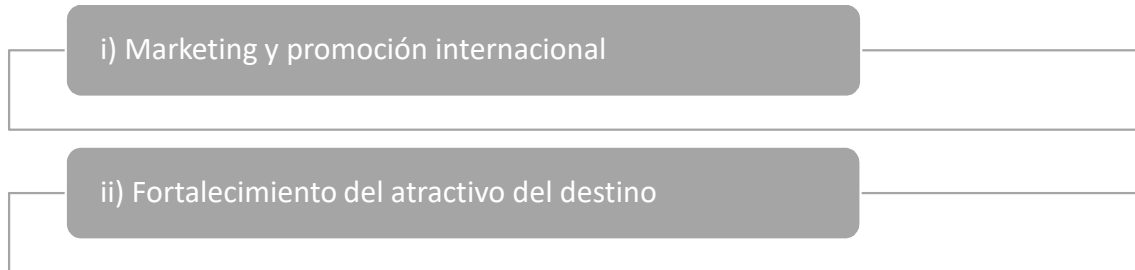 i) Marketing y promoción internacional
ii) Fortalecimiento del atractivo del destino